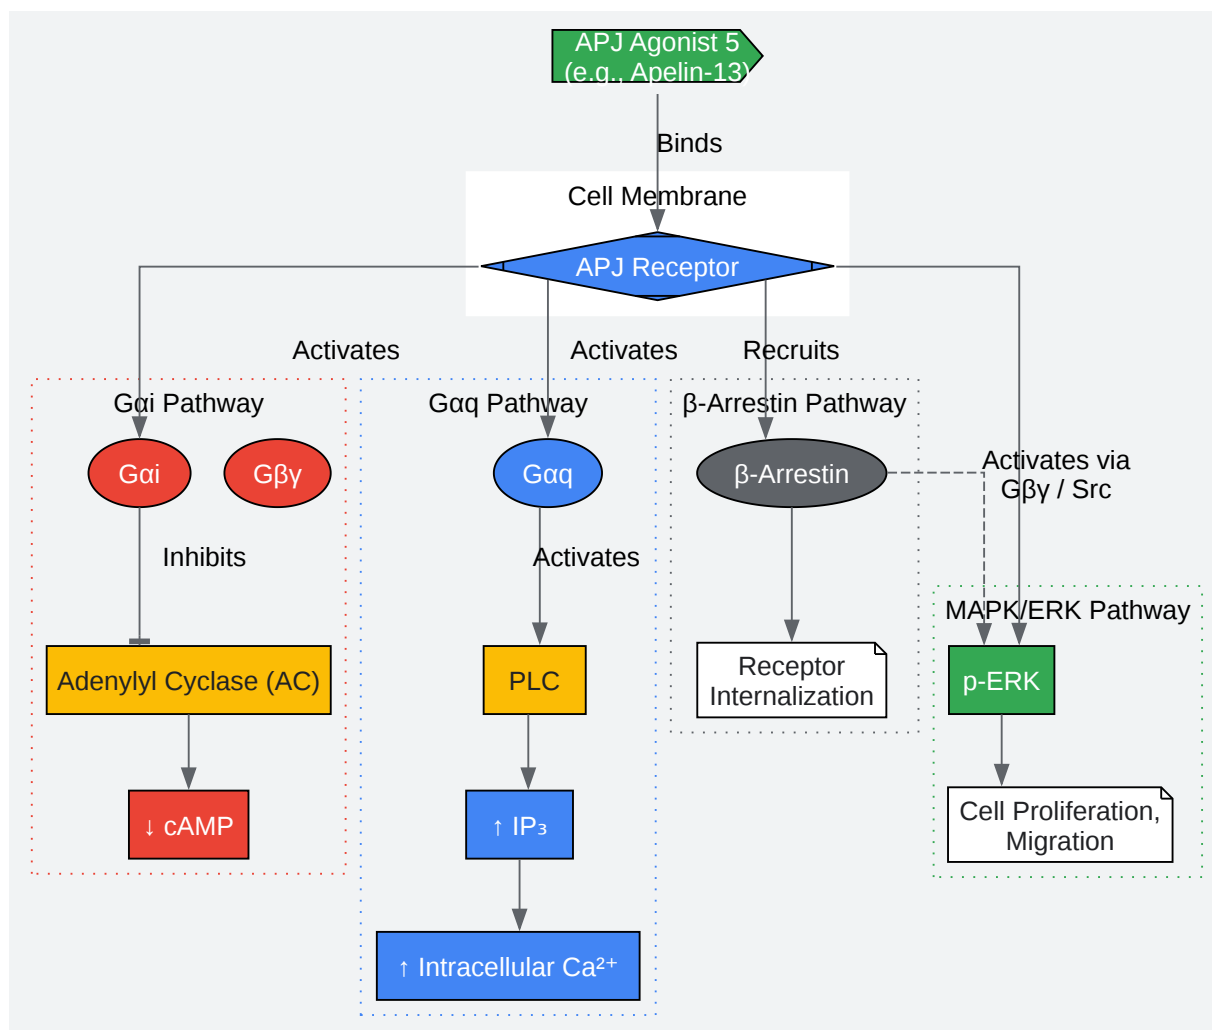 APJ Agonist 5
(e.g., Apelin-13)
Binds
Cell Membrane
APJ Receptor
Activates
Activates
Recruits
Gαi Pathway
Gαq Pathway
β-Arrestin Pathway
Gαi
Gβγ
Gαq
β-Arrestin
Activates via
Gβγ / Src
Inhibits
Activates
MAPK/ERK Pathway
Adenylyl Cyclase (AC)
PLC
Receptor
Internalization
p-ERK
↓ cAMP
↑ IP₃
Cell Proliferation,
Migration
↑ Intracellular Ca²⁺